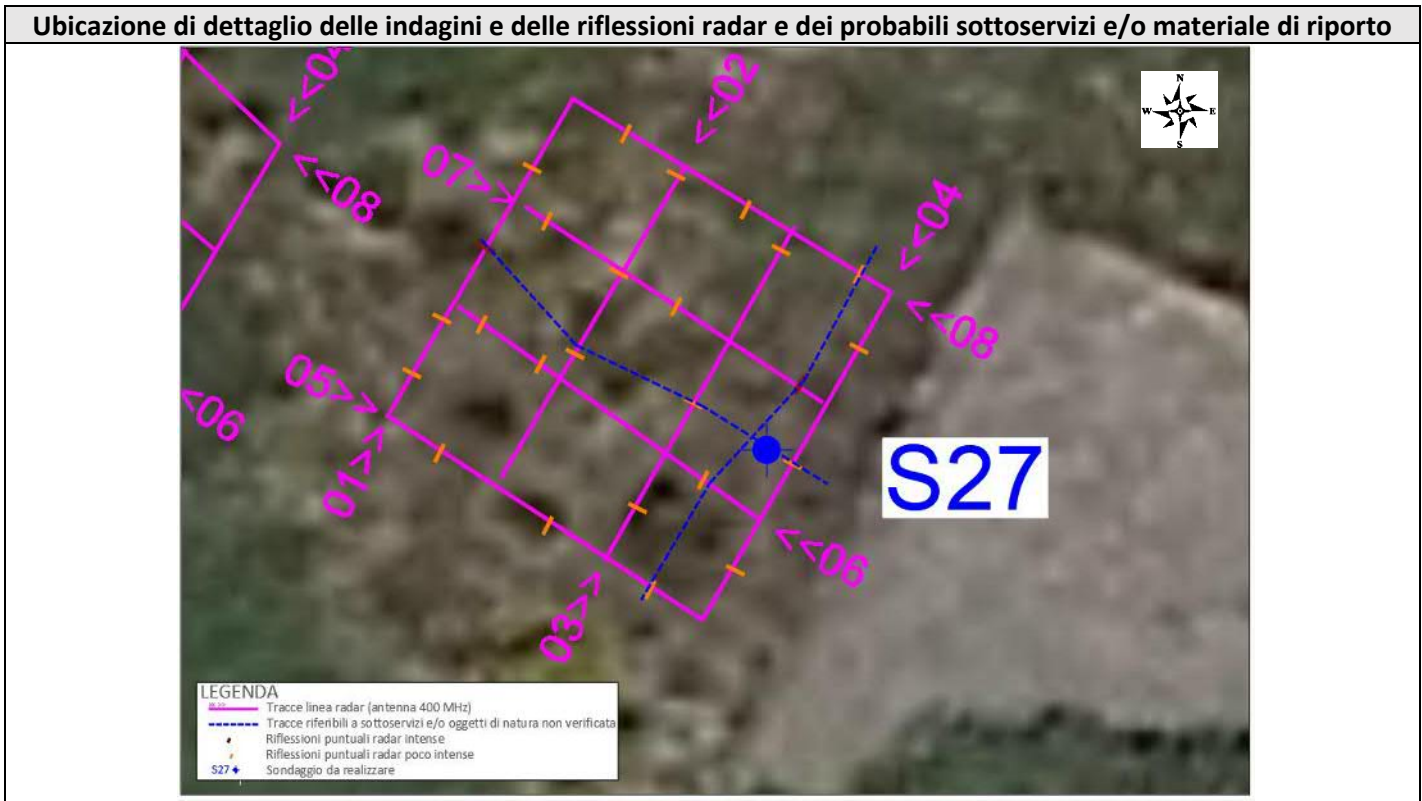 Ubicazione di dettaglio delle indagini e delle riflessioni radar e dei probabili sottoservizi e/o materiale di riporto
<<04
<<02
N
W E
S
07>>
<<08
<<04
<<08
05>>
<<06
01>>
S27
<<06
03>>
LEGENDA
Tracce linea radar (antenna 400 MHz)
Tracce riferibili a sottoservizi e/o oggetti di natura non verificata
Riflessioni puntuali radar intense
Riflessioni puntuali radar poco intense
S27 Sondaggio da realizzare